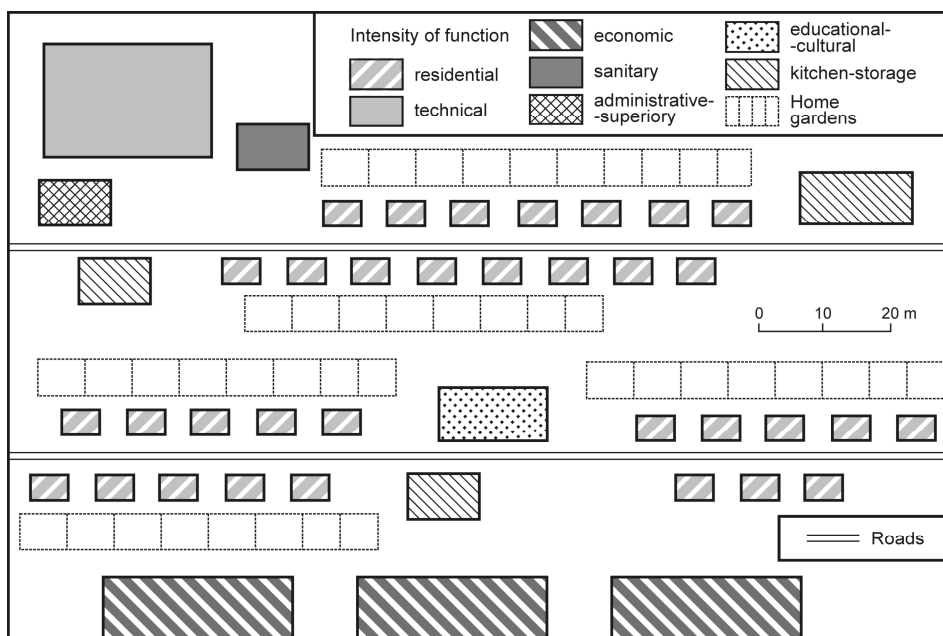 Intensity of function
residential
technical
economic
sanitary
administrative-
-superiory
educational-
-cultural
kitchen-storage
Home
gardens
0 10 20 m
Roads